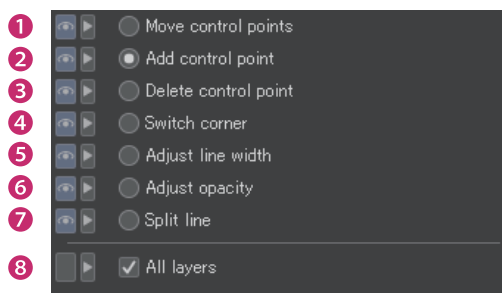 1 Move control points
2 Add control point
3 Delete control point
4 Switch corner
5 Adjust line width
6 Adjust opacity
7 Split line
8 All layers